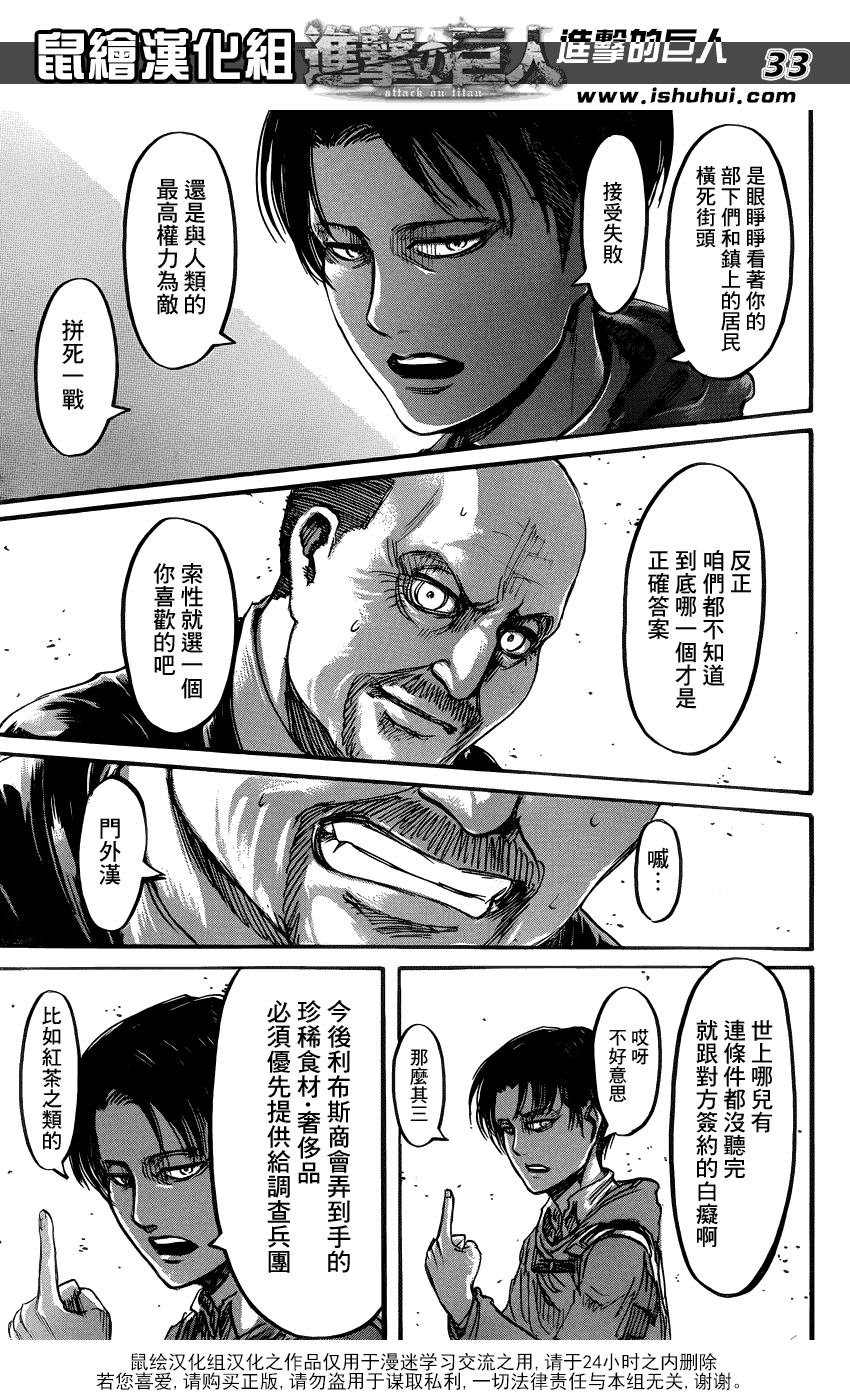 鼠繪漢化組
進撃の巨人
attack on titan
進擊的巨人
33
www.ishuhui.com
是眼睜睜看著你的
部下們和鎮上的居民
橫死街頭
接受失敗
還是與人類的
最高權力為敵
拼死一戰
反正
咱們都不知道
到底哪一個才是
正確答案
索性就選一個
你喜歡的吧
嘁…
門外漢
世上哪兒有
連條件都沒聽完
就跟對方簽約的白癡啊
哎呀
不好意思
那麼其三
今後利布斯商會弄到手的
珍稀食材·奢侈品
必須優先提供給調查兵團
比如紅茶之類的
鼠绘汉化组汉化之作品仅用于漫迷学习交流之用,请于24小时之内删除
若您喜爱,请购买正版,请勿用于谋取私利,一切法律责任与本组无关,谢谢。